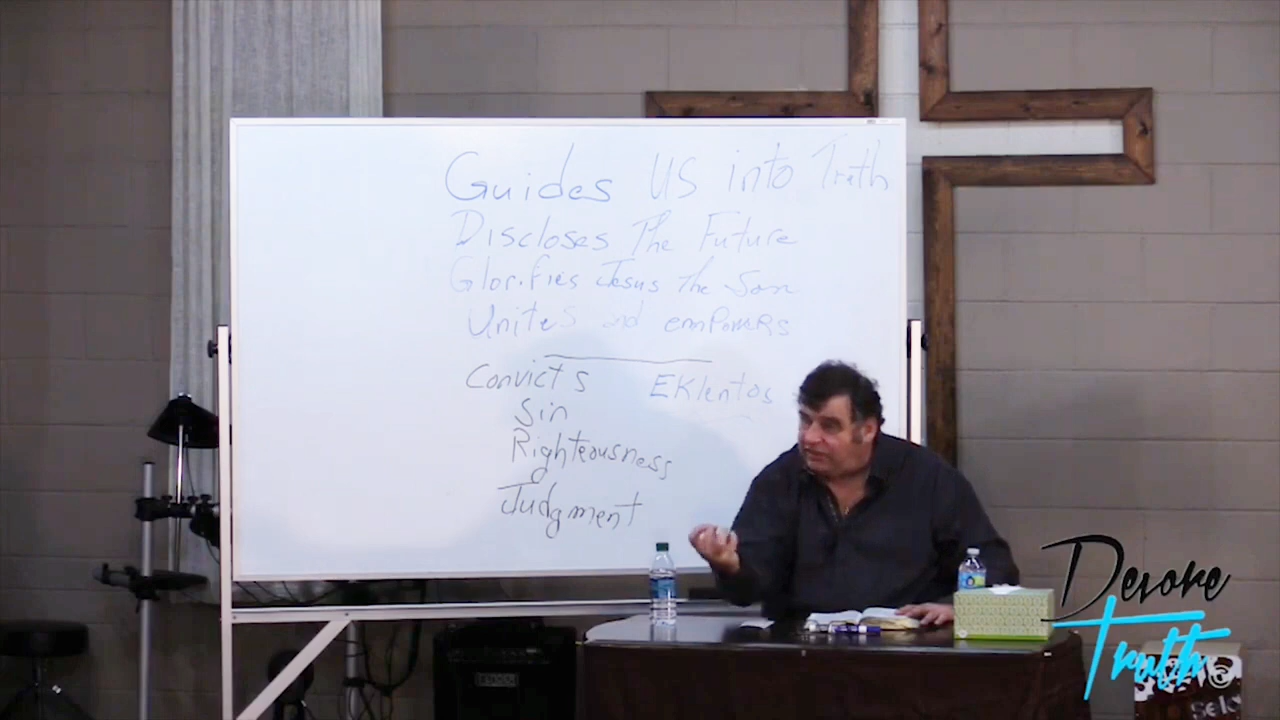 Guides US into Truth
Discloses The Future
Glorifies Jesus the Son
Unites and emPowers
Convicts EKlentos
Sin
Righteousness
Judgment
Desire
Truth